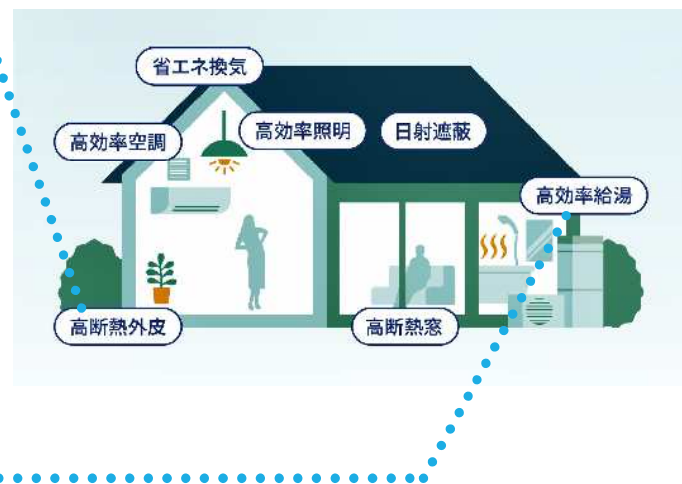 省エネ換気
高効率空調
高効率照明
日射遮蔽
高効率給湯
高断熱外皮
高断熱窓